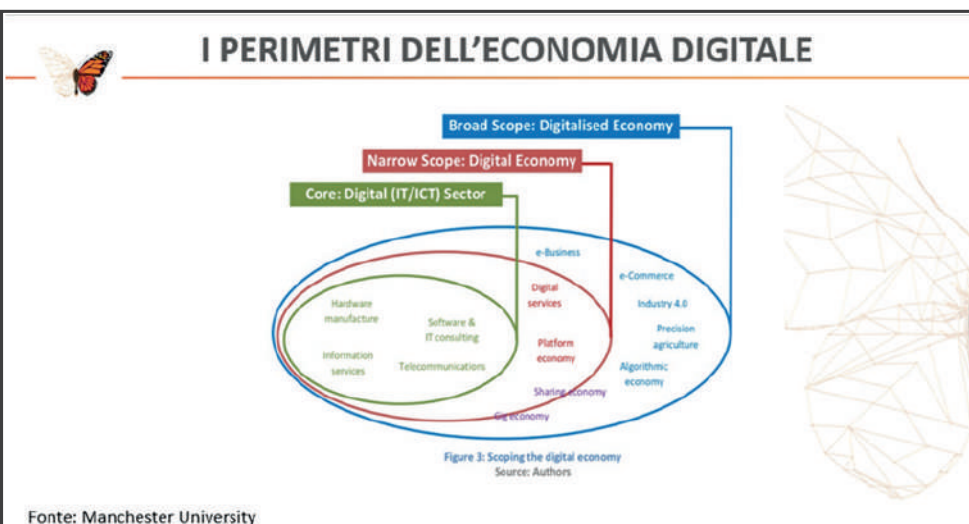 I PERIMETRI DELL'ECONOMIA DIGITALE
Broad Scope: Digitalised Economy
Narrow Scope: Digital Economy
Core: Digital (IT/ICT) Sector
e-Business
e-Commerce
Digital
services
Industry 4.0
Hardware
manufacture
Software &
IT consulting
Precision
agriculture
Platform
economy
Information
services
Telecommunications
Algorithmic
economy
Sharing economy
Gig economy
Figure 3: Scoping the digital economy
Source: Authors
Fonte: Manchester University